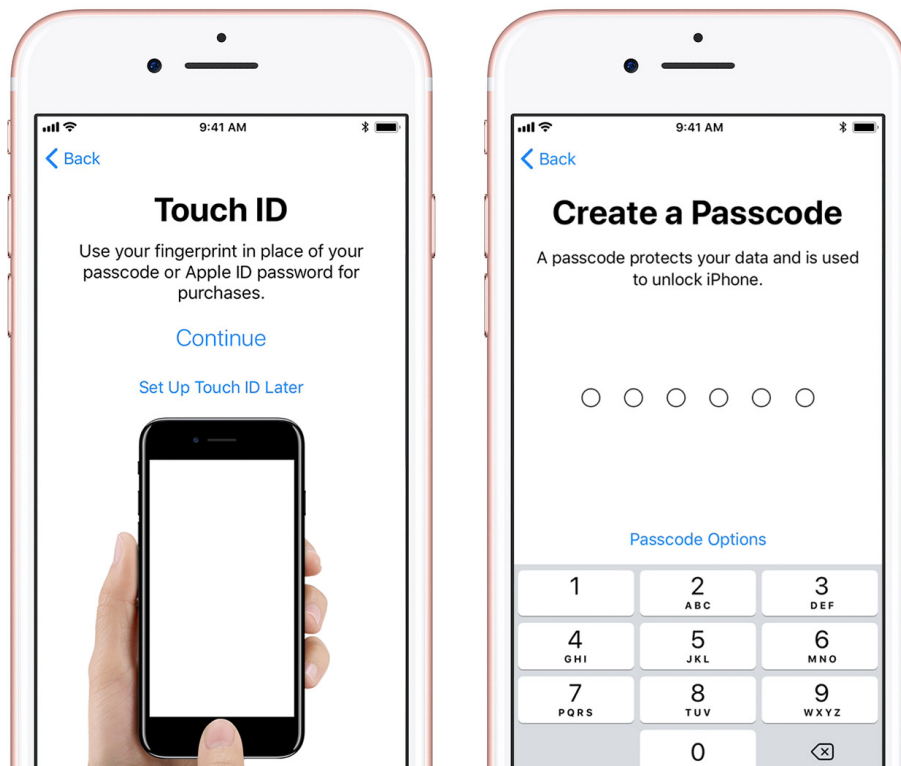 9:41 AM
Back
Touch ID
Use your fingerprint in place of your
passcode or Apple ID password for
purchases.
Continue
Set Up Touch ID Later
9:41 AM
Back
Create a Passcode
A passcode protects your data and is used
to unlock iPhone.
Passcode Options
1 2 3
ABC DEF
4 5 6
GHI JKL MNO
7 8 9
PQRS TUV WXYZ
0